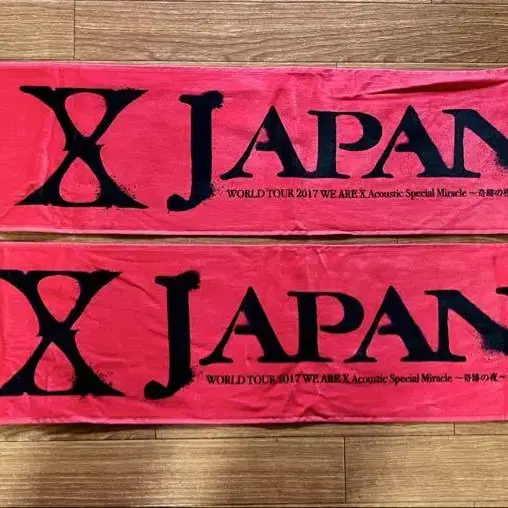 X JAPAN
WORLD TOUR 2017 WE ARE X Acoustic Special Miracle ～奇跡の夜
X JAPAN
WORLD TOUR 2017 WE ARE X Acoustic Special Miracle ～奇跡の夜～